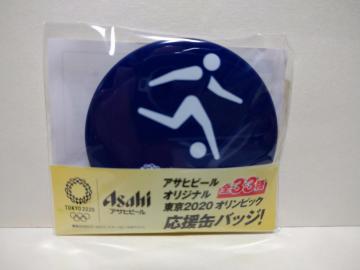 TOKYO 2020
Asahi
アサヒビール
アサヒビール
オリジナル
全33種
東京2020 オリンピック
応援缶バッジ!